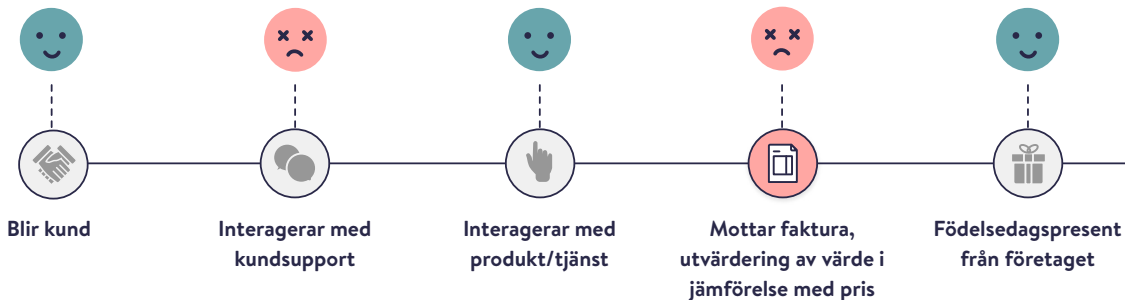 Blir kund
Interagerar med
kundsupport
Interagerar med
produkt/tjänst
Mottar faktura,
utvärdering av värde i
jämförelse med pris
Födelsedagspresent
från företaget